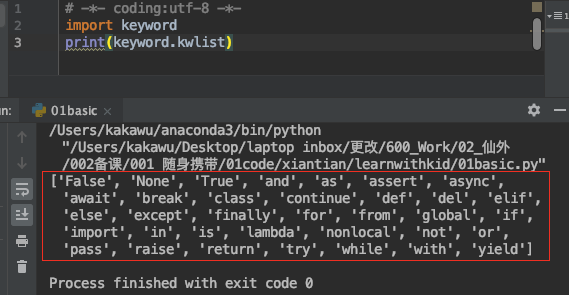 1 # -*- coding:utf-8 -*-
2 import keyword
3 print(keyword.kwlist)
un: 01basic ×
/Users/kakawu/anaconda3/bin/python
"/Users/kakawu/Desktop/laptop inbox/更改/600_Work/02_仙外
/002备课/001 随身携带/01code/xiantian/learnwithkid/01basic.py"
['False', 'None', 'True', 'and', 'as', 'assert', 'async',
'await', 'break', 'class', 'continue', 'def', 'del', 'elif',
'else', 'except', 'finally', 'for', 'from', 'global', 'if',
'import', 'in', 'is', 'lambda', 'nonlocal', 'not', 'or',
'pass', 'raise', 'return', 'try', 'while', 'with', 'yield']
Process finished with exit code 0